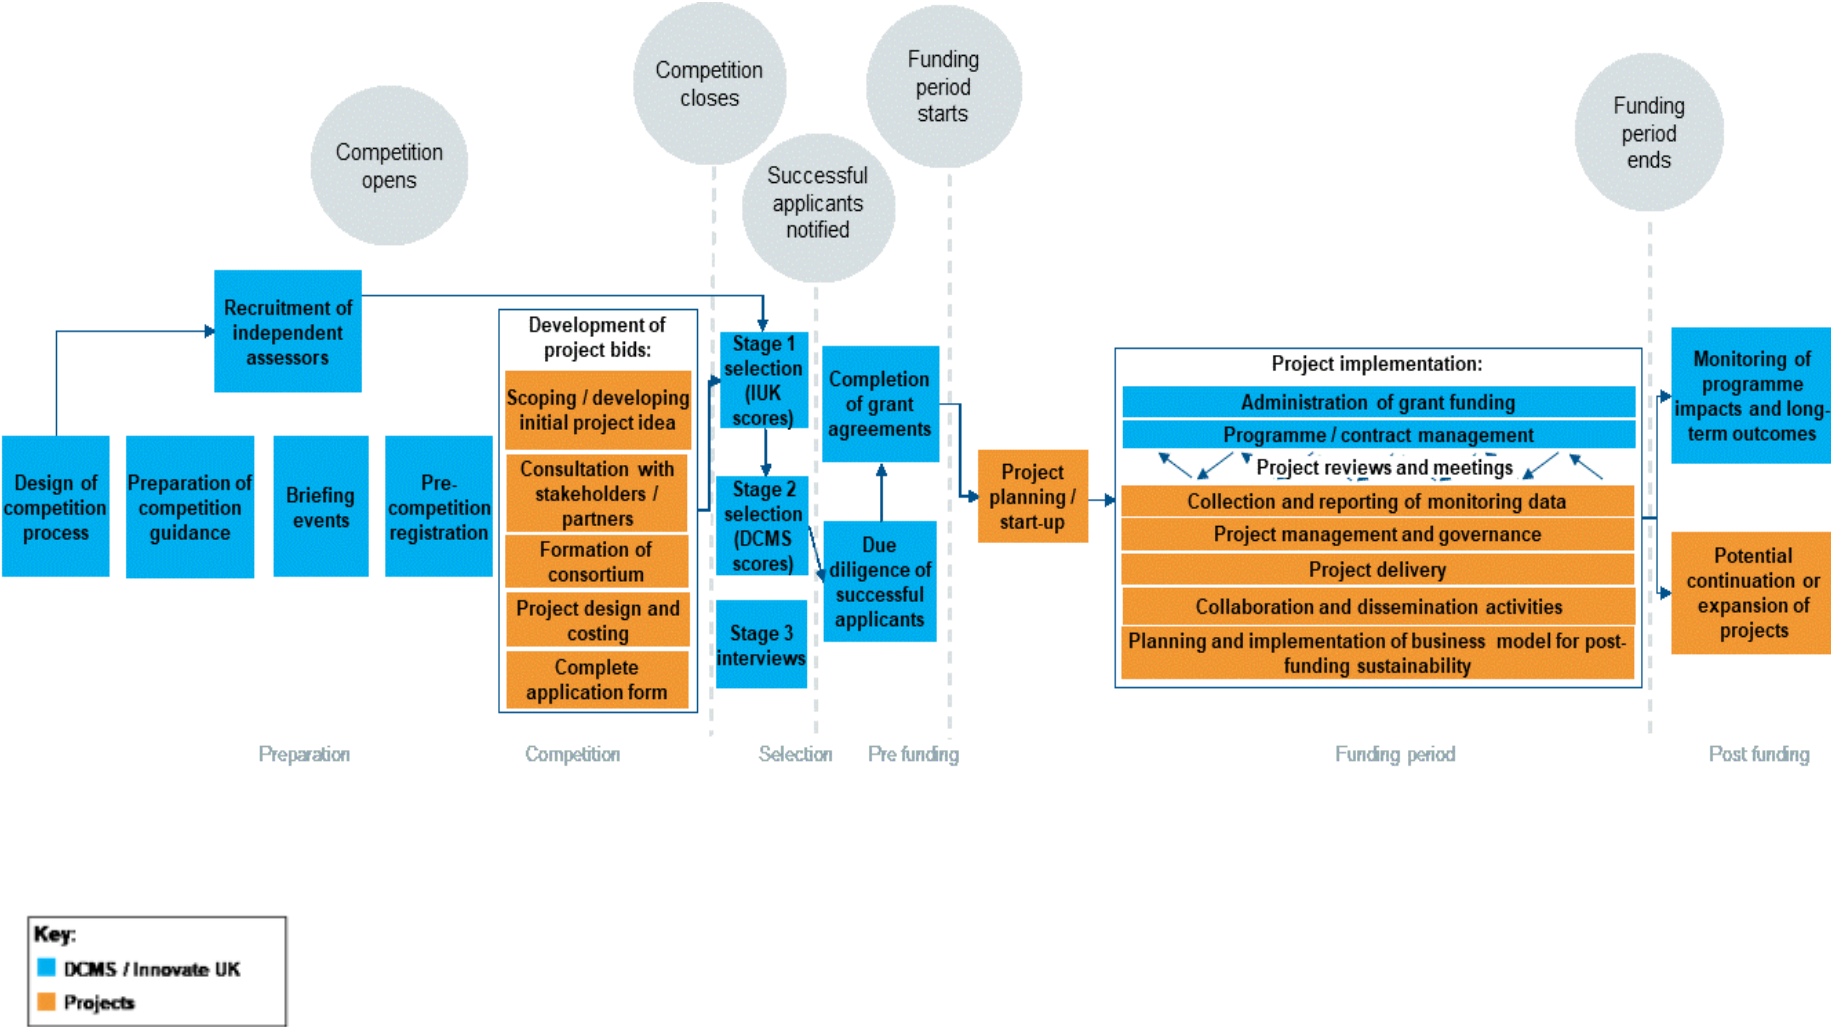 Competition
opens
Competition
closes
Successful
applicants
notified
Funding
period
starts
Funding
period
ends
Recruitment of
independent
assessors
Design of
competition
process
Preparation of
competition
guidance
Briefing
events
Pre-
competition
registration
Development of
project bids:
Scoping / developing
initial project idea
Consultation with
stakeholders /
partners
Formation of
consortium
Project design and
costing
Complete
application form
Stage 1
selection
(IUK
scores)
Stage 2
selection
(DCMS
scores)
Stage 3
interviews
Completion
of grant
agreements
Due
diligence of
successful
applicants
Project
planning /
start-up
Project implementation:
Administration of grant funding
Programme / contract management
Project reviews and meetings
Collection and reporting of monitoring data
Project management and governance
Project delivery
Collaboration and dissemination activities
Planning and implementation of business model for post-
funding sustainability
Monitoring of
programme
impacts and long-
term outcomes
Potential
continuation or
expansion of
projects
Preparation
Competition
Selection
Pre funding
Funding period
Post funding
Key:
DCMS / Innovate UK
Projects